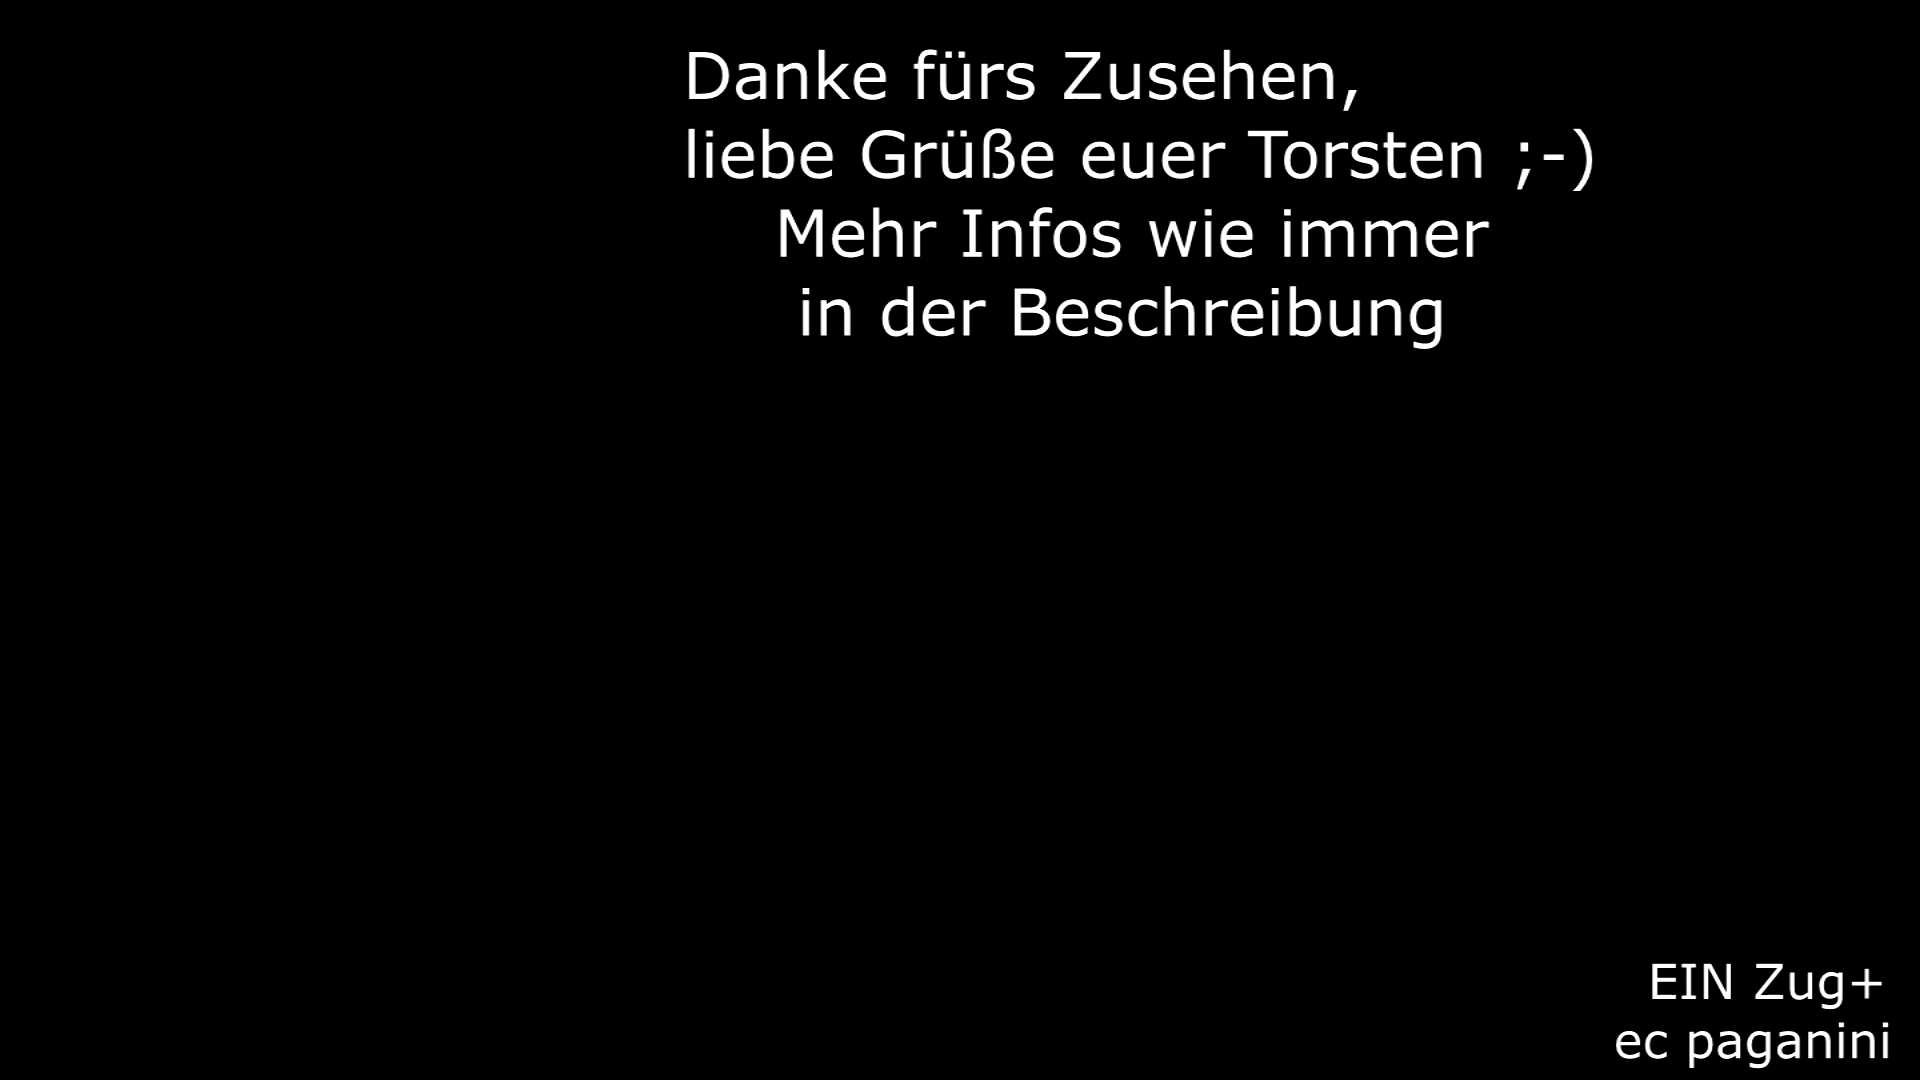 Danke fürs Zusehen,
liebe Grüße euer Torsten ;-)
Mehr Infos wie immer
in der Beschreibung
EIN Zug+
ec paganini